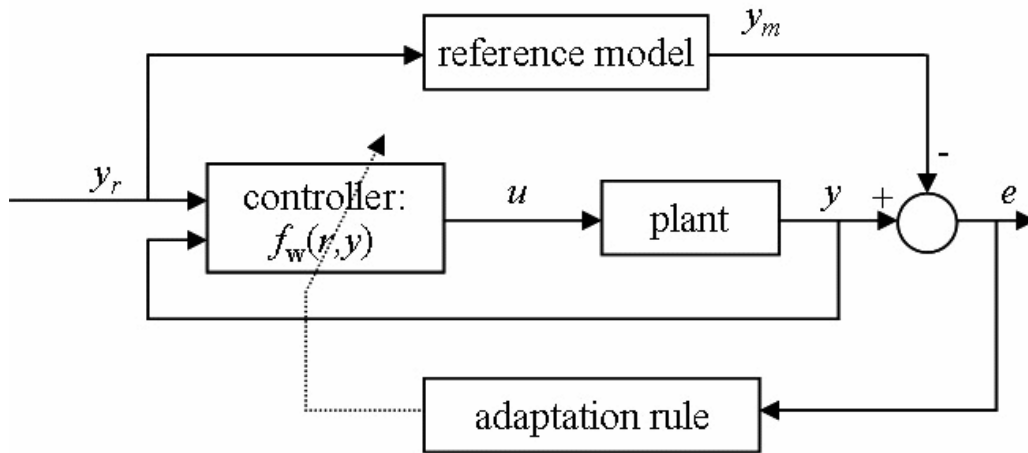 y_m
reference model
-
y_r
controller:
f_w(r,y)
u
plant
y
+
e
adaptation rule